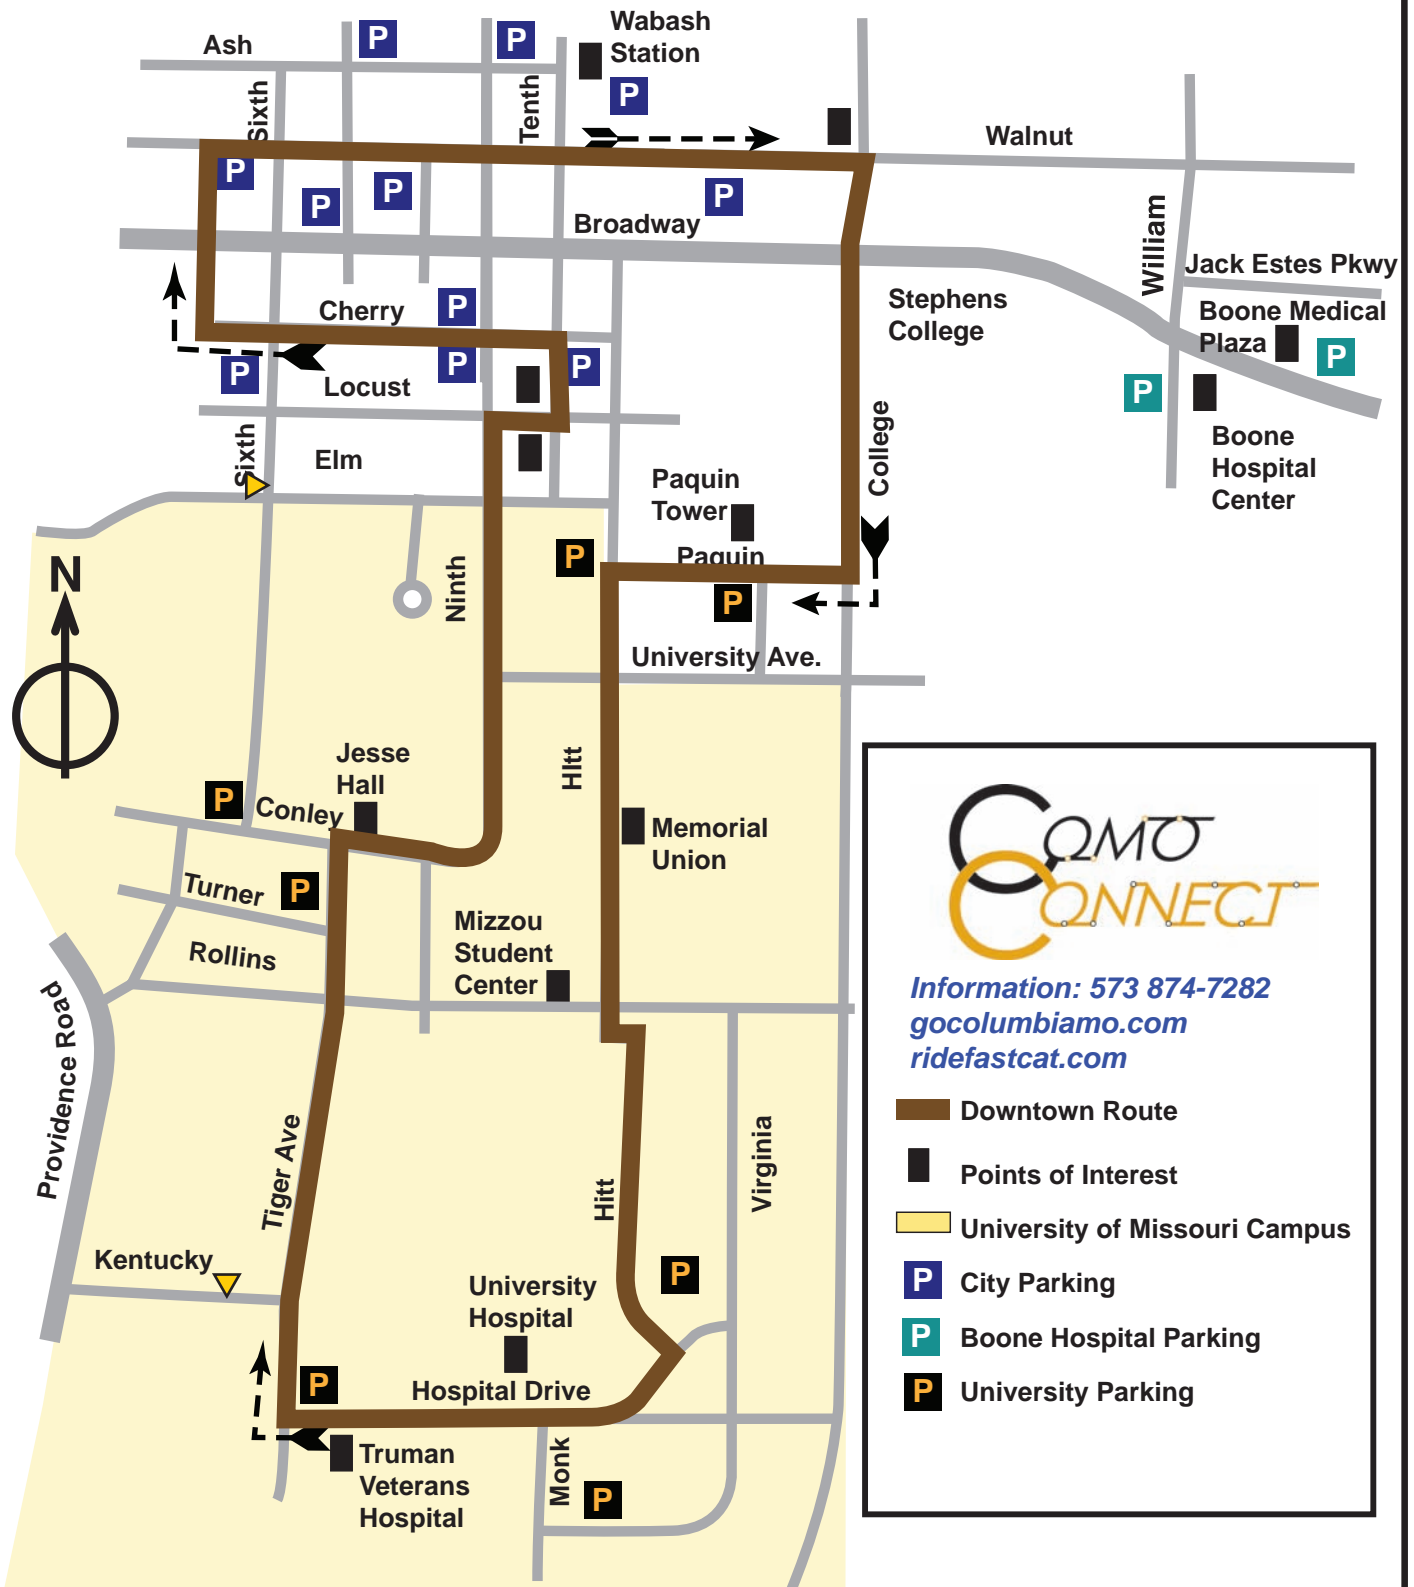 Wabash
Station
Ash
P
P
P
Sixth
Tenth
Walnut
P
P
P
P
Broadway
William
Jack Estes Pkwy
Boone Medical
Plaza
P
P
Boone
Hospital
Center
Stephens
College
Cherry
P
P
P
P
Locust
Sixth
Elm
College
Paquin
Tower
Paquin
P
P
N
Ninth
University Ave.
Jesse
Hall
HItt
P
Conley
Memorial
Union
Turner
P
Mizzou
Student
Center
Rollins
Providence Road
Tiger Ave
Hitt
Virginia
Kentucky
P
University
Hospital
P
Hospital Drive
Truman
Veterans
Hospital
Monk
P
COMO
CONNECT
Information: 573 874-7282
gocolumbiamo.com
ridefastcat.com
Downtown Route
Points of Interest
University of Missouri Campus
P City Parking
P Boone Hospital Parking
P University Parking